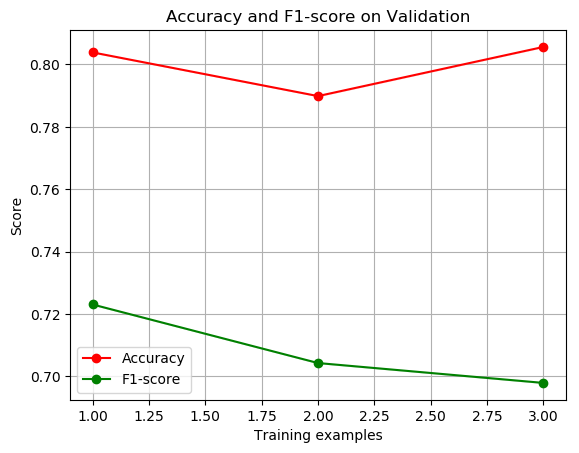 Accuracy and F1-score on Validation
Score
0.80
0.78
0.76
0.74
0.72
0.70
Accuracy
F1-score
1.00 1.25 1.50 1.75 2.00 2.25 2.50 2.75 3.00
Training examples